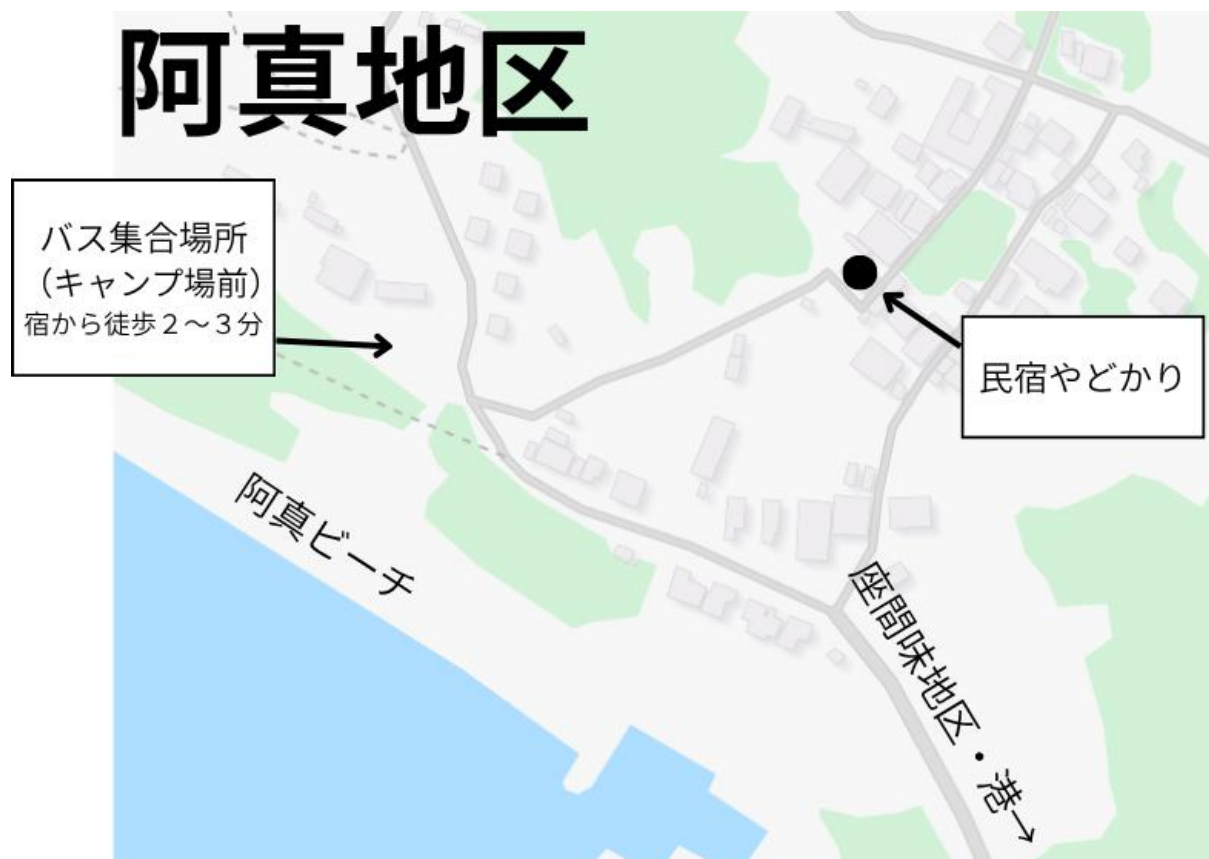 阿真地区
バス集合場所
（キャンプ場前）
宿から徒歩２～３分
民宿やどかり
阿真ビーチ
座間味地区・港→